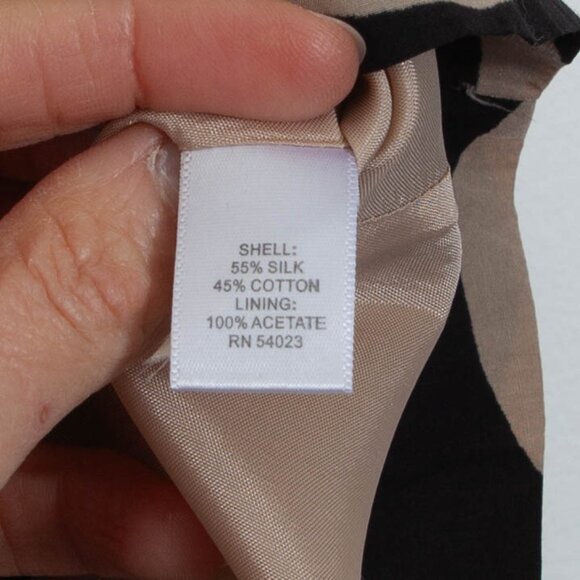 SHELL:
55% SILK
45% COTTON
LINING:
100% ACETATE
RN 54023